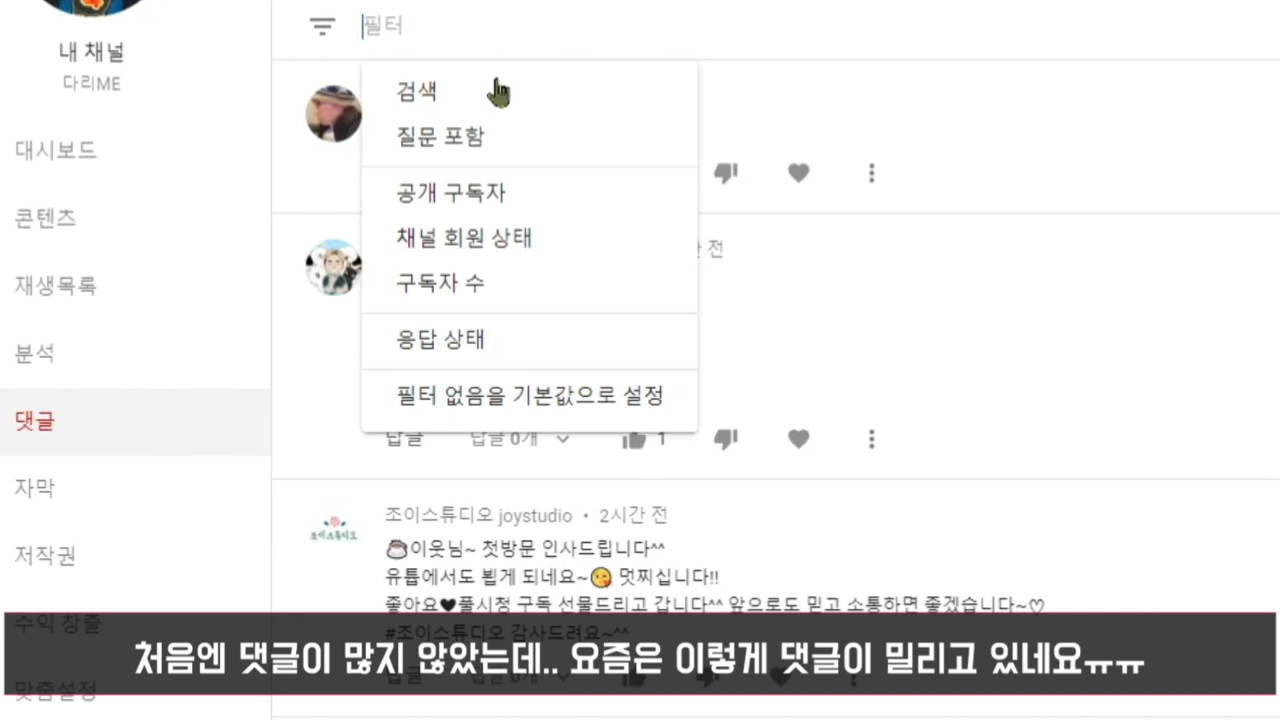 내 채널
다리ME
대시보드
콘텐츠
재생목록
분석
댓글
자막
저작권
수익 창출
맞춤설정
필터
검색
질문 포함
공개 구독자
채널 회원 상태
구독자 수
응답 상태
필터 없음을 기본값으로 설정
전
답글 답글 0개 1
조이스튜디오 joystudio • 2시간 전
이웃님~ 첫방문 인사드립니다^^
유튭에서도 뵙게 되네요~😘 멋찌십니다!!
좋아요♥풀시청 구독 선물드리고 갑니다^^ 앞으로도 믿고 소통하면 좋겠습니다~♡
#조이스튜디오 감사드려요~^^
답글 답글 0개
처음엔 댓글이 많지 않았는데.. 요즘은 이렇게 댓글이 밀리고 있네요ㅠㅠ